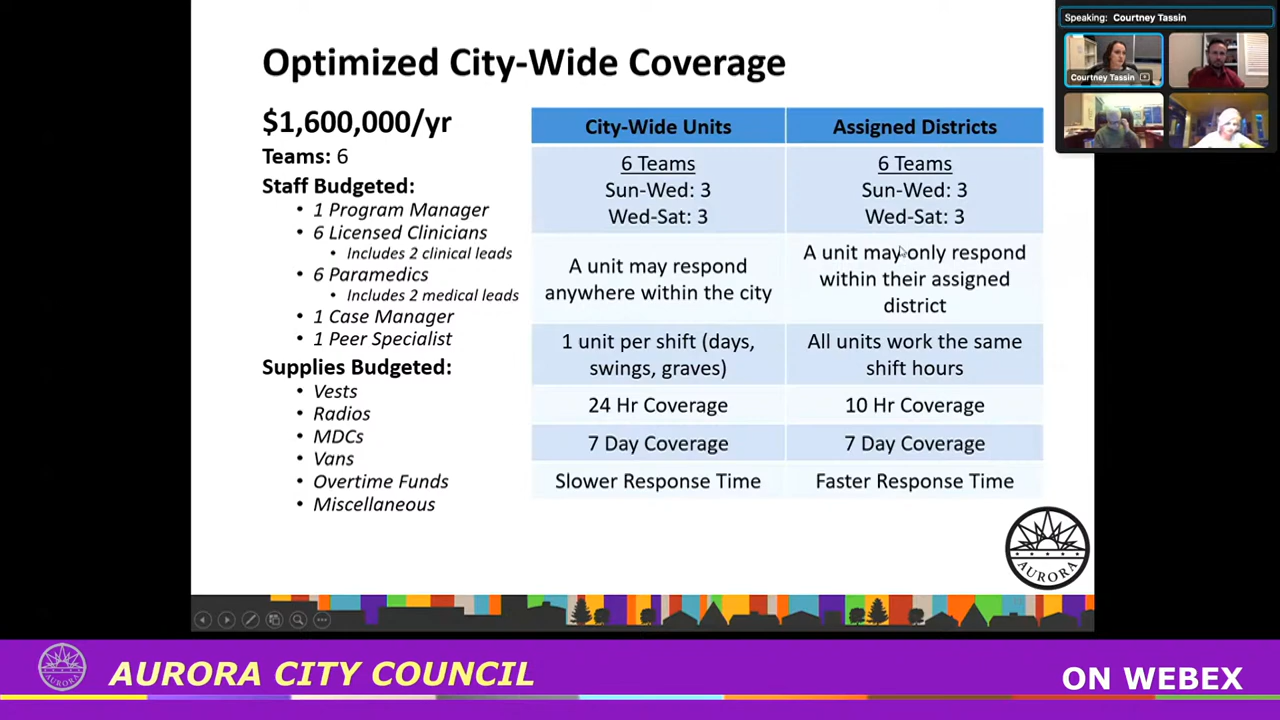 Speaking: Courtney Tassin
Courtney Tassin
Optimized City-Wide Coverage
$1,600,000/yr
Teams: 6
Staff Budgeted:
• 1 Program Manager
• 6 Licensed Clinicians
• Includes 2 clinical leads
• 6 Paramedics
• Includes 2 medical leads
• 1 Case Manager
• 1 Peer Specialist
Supplies Budgeted:
• Vests
• Radios
• MDCs
• Vans
• Overtime Funds
• Miscellaneous
City-Wide Units
Assigned Districts
6 Teams
Sun-Wed: 3
Wed-Sat: 3
6 Teams
Sun-Wed: 3
Wed-Sat: 3
A unit may respond
anywhere within the city
A unit may only respond
within their assigned
district
1 unit per shift (days,
swings, graves)
All units work the same
shift hours
24 Hr Coverage
10 Hr Coverage
7 Day Coverage
7 Day Coverage
Slower Response Time
Faster Response Time
AURORA
AURORA CITY COUNCIL
ON WEBEX